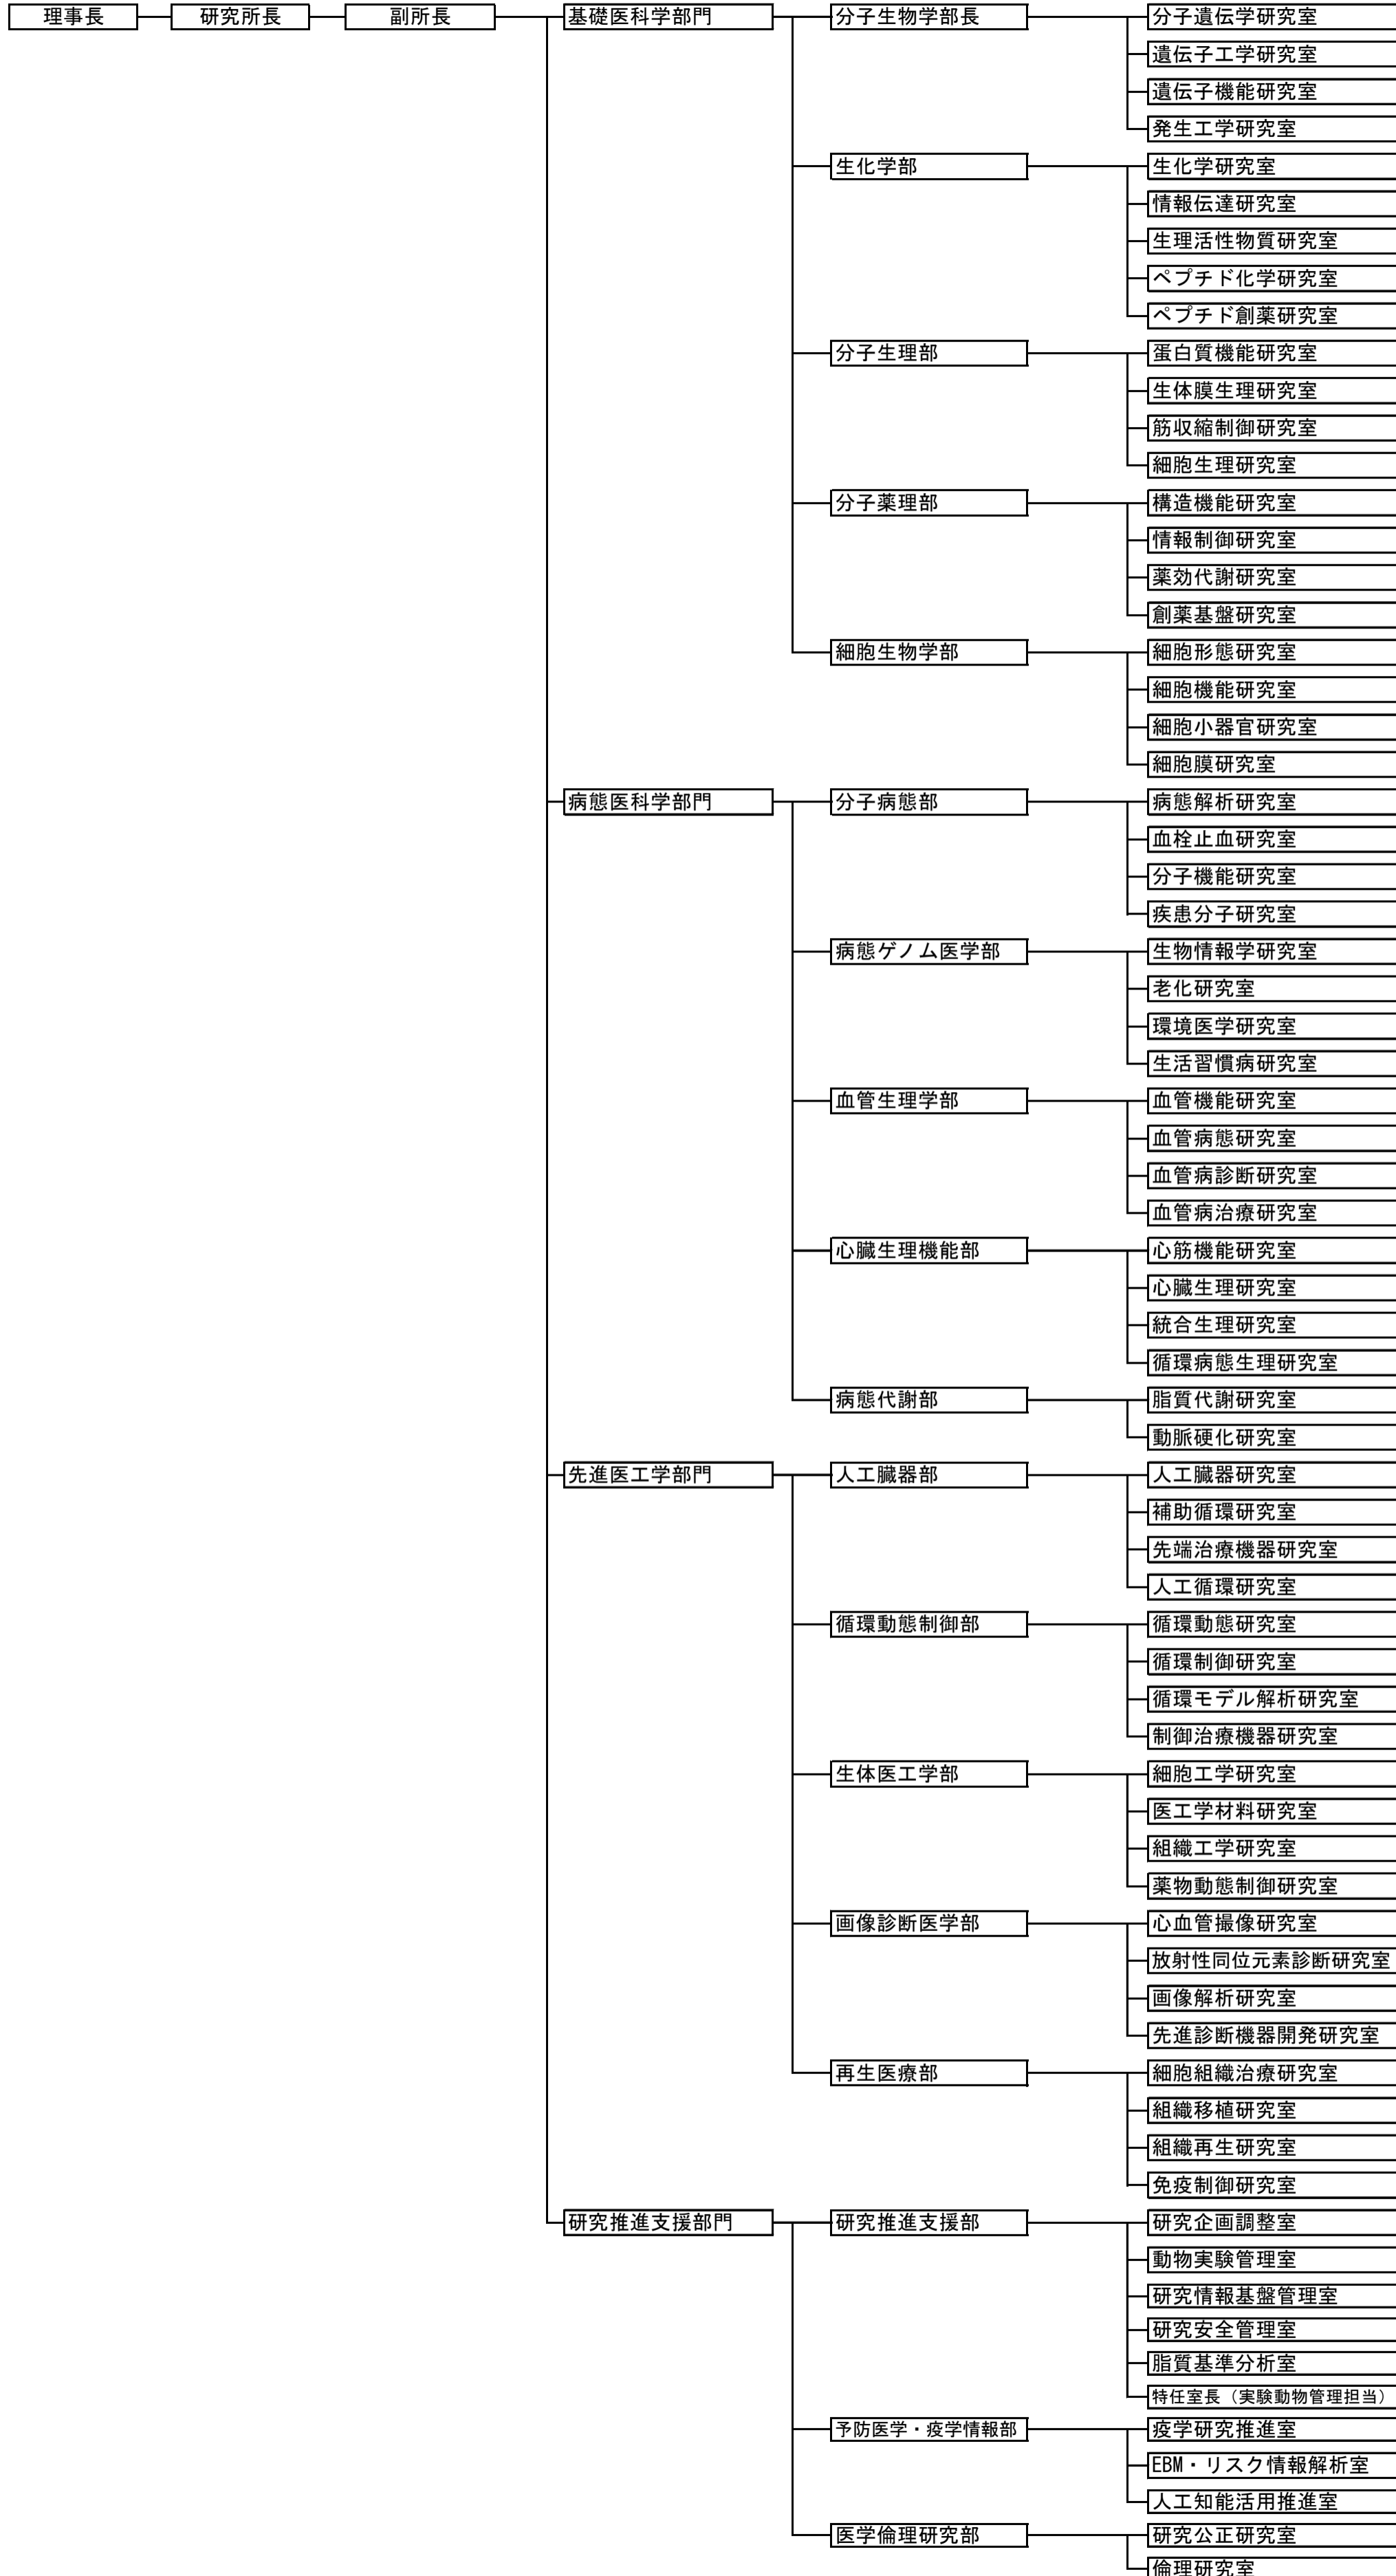 理事長 研究所長 副所長 基礎医科学部門 分子生物学部長 分子遺伝学研究室
遺伝子工学研究室
遺伝子機能研究室
発生工学研究室
生化学部 生化学研究室
情報伝達研究室
生理活性物質研究室
ペプチド化学研究室
ペプチド創薬研究室
分子生理部 蛋白質機能研究室
生体膜生理研究室
筋収縮制御研究室
細胞生理研究室
分子薬理部 構造機能研究室
情報制御研究室
薬効代謝研究室
創薬基盤研究室
細胞生物学部 細胞形態研究室
細胞機能研究室
細胞小器官研究室
細胞膜研究室
病態医科学部門 分子病態部 病態解析研究室
血栓止血研究室
分子機能研究室
疾患分子研究室
病態ゲノム医学部 生物情報学研究室
老化研究室
環境医学研究室
生活習慣病研究室
血管生理学部 血管機能研究室
血管病態研究室
血管病診断研究室
血管病治療研究室
心臓生理機能部 心筋機能研究室
心臓生理研究室
統合生理研究室
循環病態生理研究室
病態代謝部 脂質代謝研究室
動脈硬化研究室
先進医工学部門 人工臓器部 人工臓器研究室
補助循環研究室
先端治療機器研究室
人工循環研究室
循環動態制御部 循環動態研究室
循環制御研究室
循環モデル解析研究室
制御治療機器研究室
生体医工学部 細胞工学研究室
医工学材料研究室
組織工学研究室
薬物動態制御研究室
画像診断医学部 心血管撮像研究室
放射性同位元素診断研究室
画像解析研究室
先進診断機器開発研究室
再生医療部 細胞組織治療研究室
組織移植研究室
組織再生研究室
免疫制御研究室
研究推進支援部門 研究推進支援部 研究企画調整室
動物実験管理室
研究情報基盤管理室
研究安全管理室
脂質基準分析室
特任室長（実験動物管理担当）
予防医学・疫学情報部 疫学研究推進室
EBM・リスク情報解析室
人工知能活用推進室
医学倫理研究部 研究公正研究室
倫理研究室